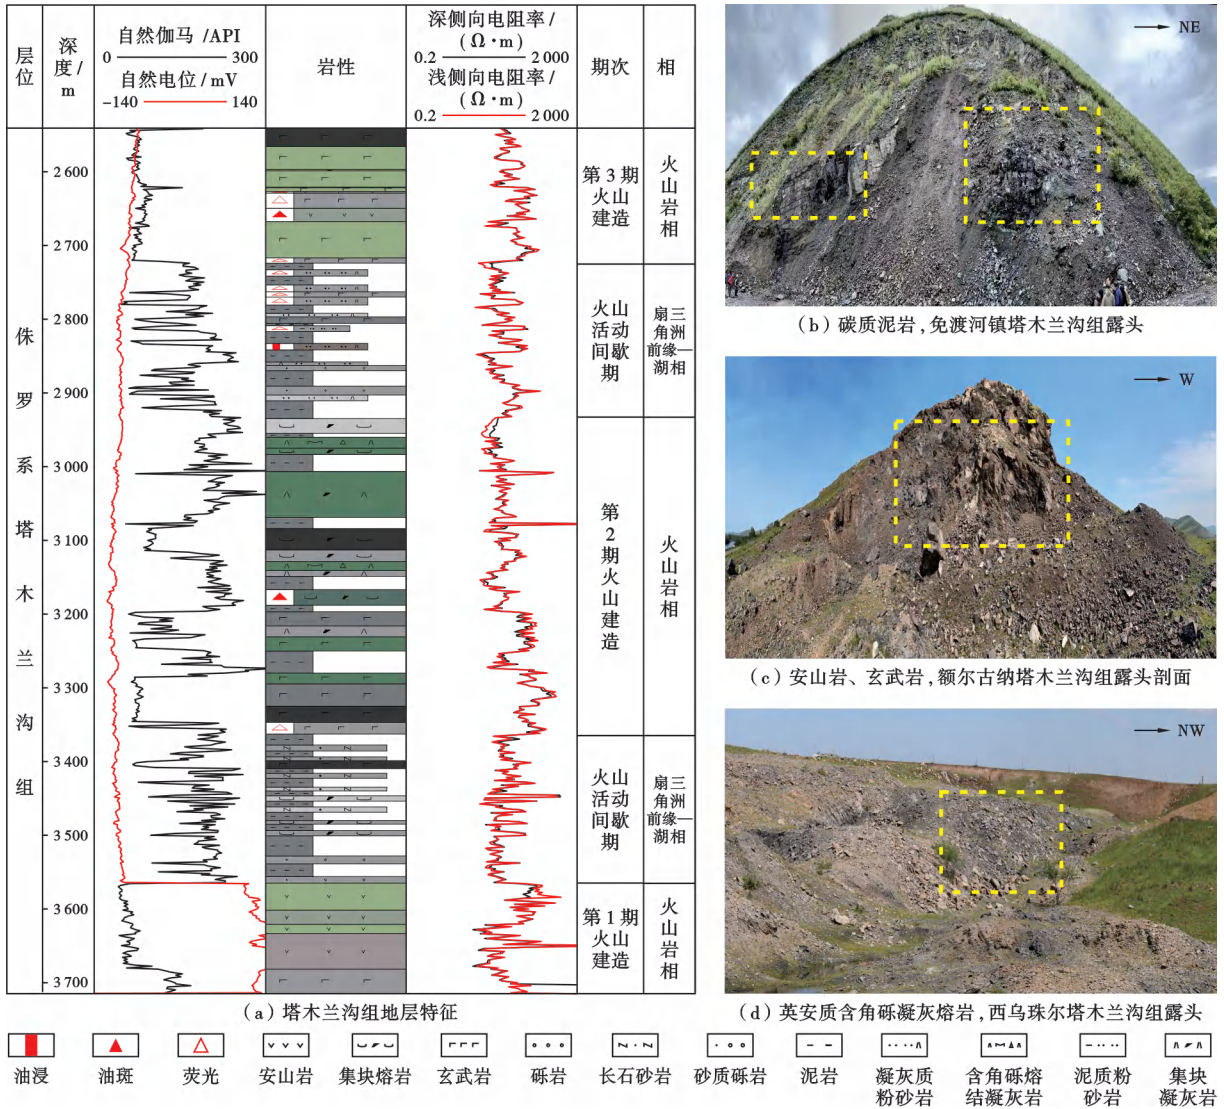 层位
深度/m
自然伽马/API
0 300
自然电位/mV
-140 140
岩性
深侧向电阻率/(Ω·m)
0.2 2 000
浅侧向电阻率/(Ω·m)
0.2 2 000
期次
相
侏罗系塔木兰沟组
2 600
2 700
2 800
2 900
3 000
3 100
3 200
3 300
3 400
3 500
3 600
3 700
第3期火山建造
火山岩相
火山活动间歇期
扇三角洲前缘—湖相
第2期火山建造
火山岩相
火山活动间歇期
扇三角洲前缘—湖相
第1期火山建造
火山岩相
(a)塔木兰沟组地层特征
NE
(b)碳质泥岩,免渡河镇塔木兰沟组露头
W
(c)安山岩、玄武岩,额尔古纳塔木兰沟组露头剖面
NW
(d)英安质含角砾凝灰熔岩,西乌珠尔塔木兰沟组露头
油浸
油斑
荧光
安山岩
集块熔岩
玄武岩
砾岩
长石砂岩
砂质砾岩
泥岩
凝灰质粉砂岩
含角砾熔结凝灰岩
泥质粉砂岩
集块凝灰岩